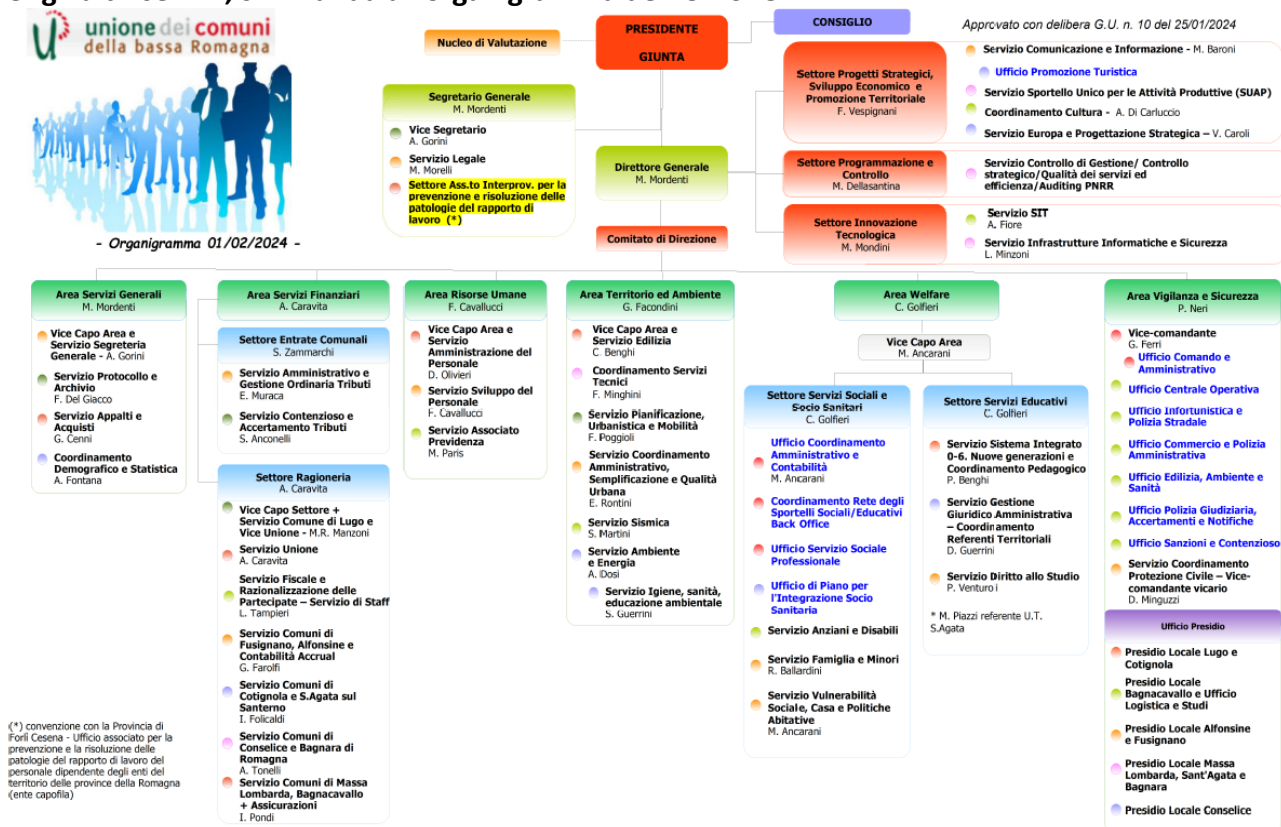 unione dei comuni
della bassa Romagna
- Organigramma 01/02/2024 -
Nucleo di Valutazione
PRESIDENTE
GIUNTA
CONSIGLIO
Approvato con delibera G.U. n. 10 del 25/01/2024
Segretario Generale
M. Mordenti
Vice Segretario
A. Gorini
Servizio Legale
M. Morelli
Settore Ass.to Interprov. per la
prevenzione e risoluzione delle
patologie del rapporto di
lavoro (*)
Direttore Generale
M. Mordenti
Comitato di Direzione
Settore Progetti Strategici,
Sviluppo Economico e
Promozione Territoriale
F. Vespignani
Servizio Comunicazione e Informazione - M. Baroni
Ufficio Promozione Turistica
Servizio Sportello Unico per le Attività Produttive (SUAP)
Coordinamento Cultura - A. Di Carluccio
Servizio Europa e Progettazione Strategica – V. Caroli
Settore Programmazione e
Controllo
M. Dellasantina
Servizio Controllo di Gestione/ Controllo
strategico/Qualità dei servizi ed
efficienza/Auditing PNRR
Settore Innovazione
Tecnologica
M. Mondini
Servizio SIT
A. Fiore
Servizio Infrastrutture Informatiche e Sicurezza
L. Minzoni
Area Servizi Generali
M. Mordenti
Vice Capo Area e
Servizio Segreteria
Generale - A. Gorini
Servizio Protocollo e
Archivio
F. Del Giacco
Servizio Appalti e
Acquisti
G. Cenni
Coordinamento
Demografico e Statistica
A. Fontana
Area Servizi Finanziari
A. Caravita
Settore Entrate Comunali
S. Zammarchi
Servizio Amministrativo e
Gestione Ordinaria Tributi
E. Muraca
Servizio Contenzioso e
Accertamento Tributi
S. Anconelli
Settore Ragioneria
A. Caravita
Vice Capo Settore +
Servizio Comune di Lugo e
Vice Unione - M.R. Manzoni
Servizio Unione
A. Caravita
Servizio Fiscale e
Razionalizzazione delle
Partecipate – Servizio di Staff
L. Tampieri
Servizio Comuni di
Fusignano, Alfonsine e
Contabilità Accrual
G. Farolfi
Servizio Comuni di
Cotignola e S.Agata sul
Santerno
I. Folicaldi
Servizio Comuni di
Conselice e Bagnara di
Romagna
A. Tonelli
Servizio Comuni di Massa
Lombarda, Bagnacavallo
+ Assicurazioni
I. Pondi
Area Risorse Umane
F. Cavallucci
Vice Capo Area e
Servizio
Amministrazione del
Personale
D. Olivieri
Servizio Sviluppo del
Personale
F. Cavallucci
Servizio Associato
Previdenza
M. Paris
Area Territorio ed Ambiente
G. Facondini
Vice Capo Area e
Servizio Edilizia
C. Benghi
Coordinamento Servizi
Tecnici
F. Minghini
Servizio Pianificazione,
Urbanistica e Mobilità
F. Poggioli
Servizio Coordinamento
Amministrativo,
Semplificazione e Qualità
Urbana
E. Rontini
Servizio Sismica
S. Martini
Servizio Ambiente
e Energia
A. Dosi
Servizio Igiene, sanità,
educazione ambientale
S. Guerrini
Area Welfare
C. Golfieri
Vice Capo Area
M. Ancarani
Settore Servizi Sociali e
Socio Sanitari
C. Golfieri
Ufficio Coordinamento
Amministrativo e
Contabilità
M. Ancarani
Coordinamento Rete degli
Sportelli Sociali/Educativi
Back Office
Ufficio Servizio Sociale
Professionale
Ufficio di Piano per
l'Integrazione Socio
Sanitaria
Servizio Anziani e Disabili
Servizio Famiglia e Minori
R. Ballardini
Servizio Vulnerabilità
Sociale, Casa e Politiche
Abitative
M. Ancarani
Settore Servizi Educativi
C. Golfieri
Servizio Sistema Integrato
0-6. Nuove generazioni e
Coordinamento Pedagogico
P. Benghi
Servizio Gestione
Giuridico Amministrativa
– Coordinamento
Referenti Territoriali
D. Guerrini
Servizio Diritto allo Studio
P. Venturoi
* M. Piazzi referente U.T.
S.Agata
Area Vigilanza e Sicurezza
P. Neri
Vice-comandante
G. Ferri
Ufficio Comando e
Amministrativo
Ufficio Centrale Operativa
Ufficio Infortunistica e
Polizia Stradale
Ufficio Commercio e Polizia
Amministrativa
Ufficio Edilizia, Ambiente e
Sanità
Ufficio Polizia Giudiziaria,
Accertamenti e Notifiche
Ufficio Sanzioni e Contenzioso
Servizio Coordinamento
Protezione Civile – Vice-
comandante vicario
D. Minguzzi
Ufficio Presidio
Presidio Locale Lugo e
Cotignola
Presidio Locale
Bagnacavallo e Ufficio
Logistica e Studi
Presidio Locale Alfonsine
e Fusignano
Presidio Locale Massa
Lombarda, Sant'Agata e
Bagnara
Presidio Locale Conselice
(*) convenzione con la Provincia di
Forlì Cesena - Ufficio associato per la
prevenzione e la risoluzione delle
patologie del rapporto di lavoro del
personale dipendente degli enti del
territorio delle province della Romagna
(ente capofila)